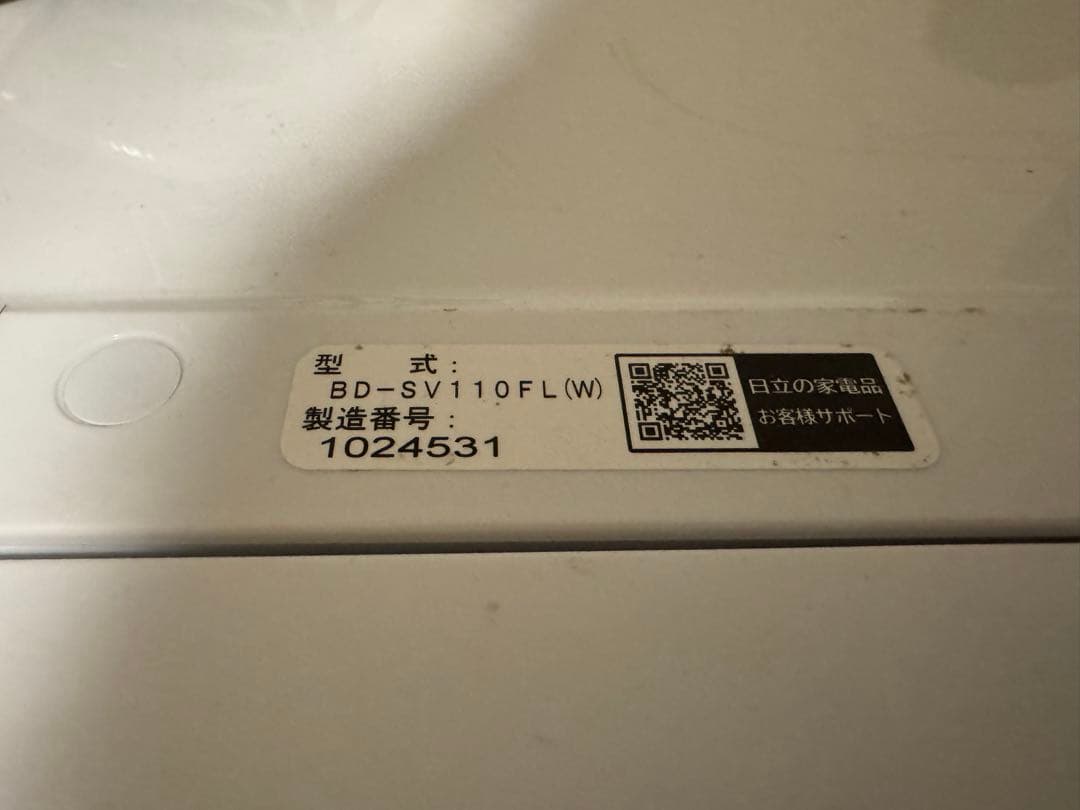 型　　式：
BD-SV110FL(W)
製造番号：
1024531
日立の家電品
お客様サポート